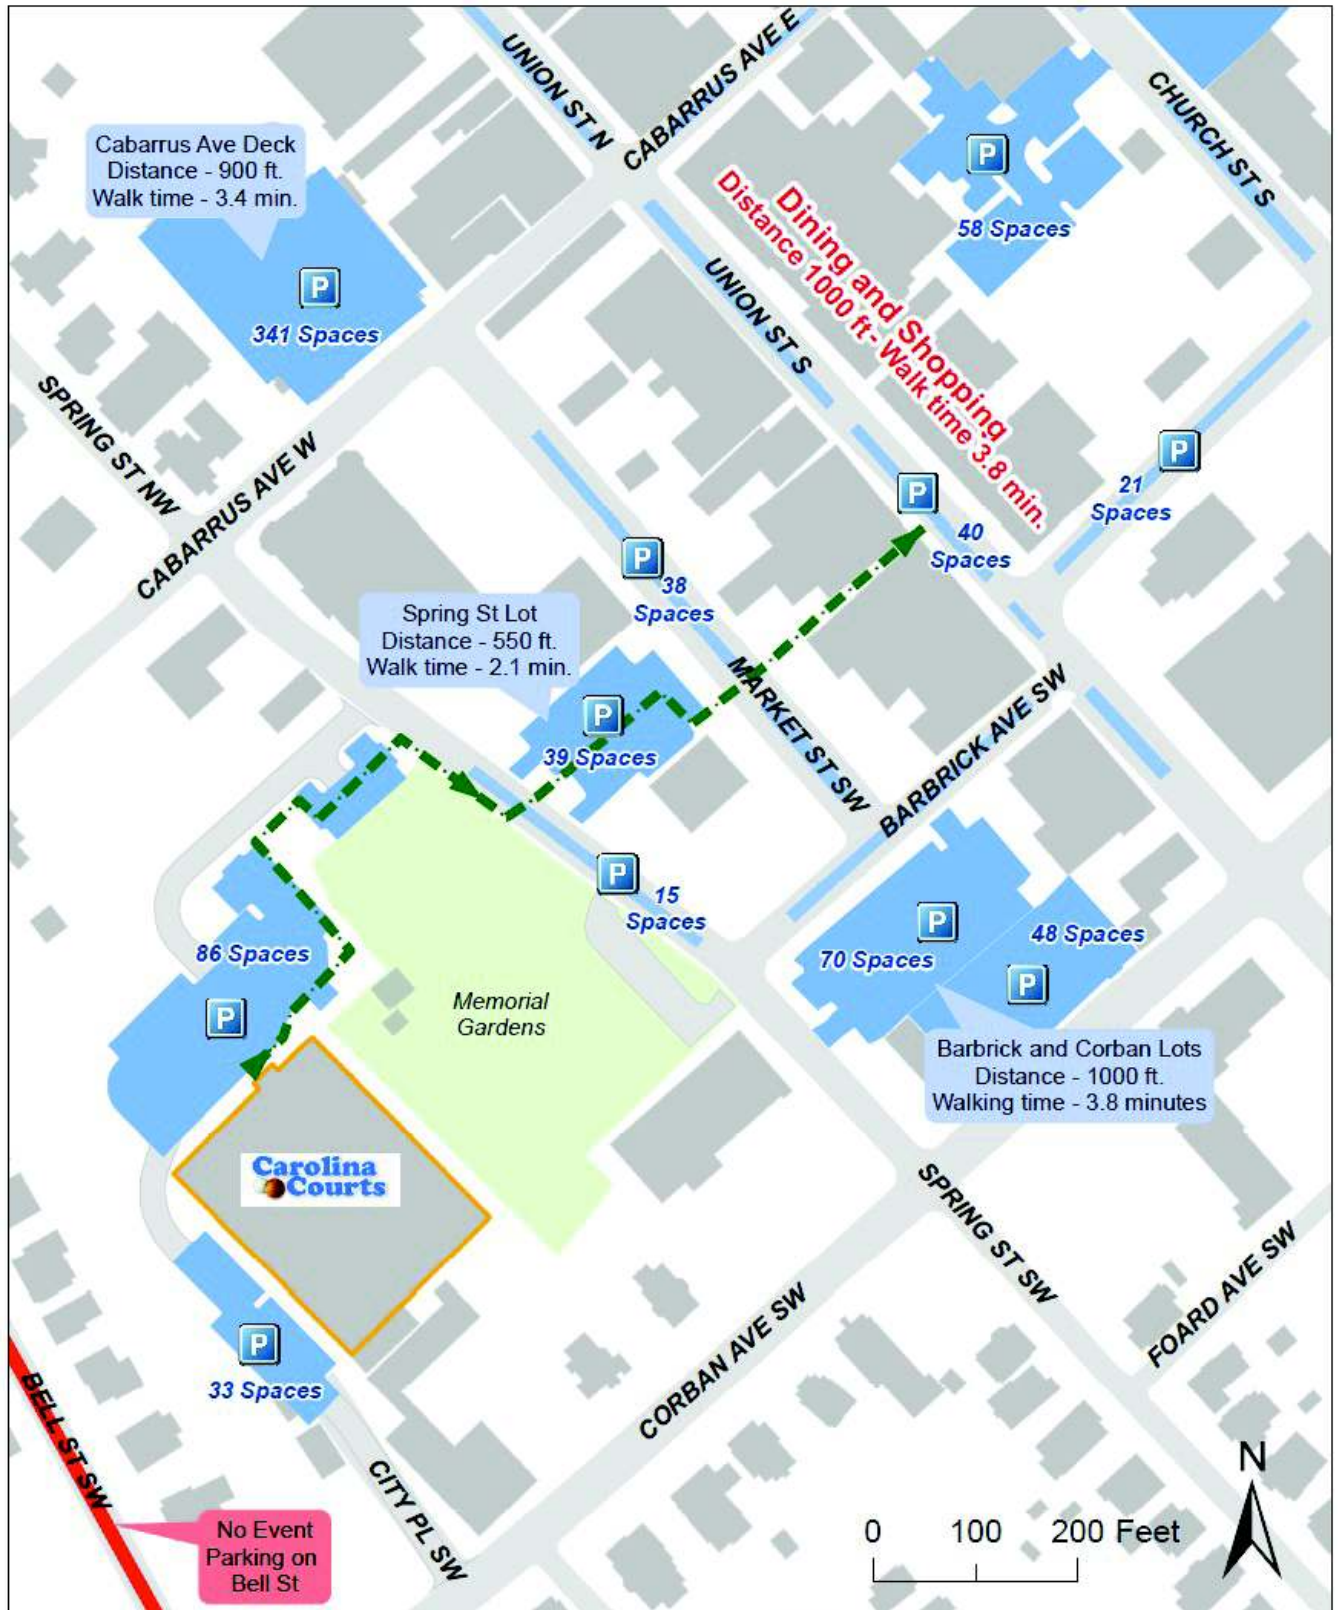 UNION ST N
CABARRUS AVE E
CHURCH ST S
Cabarrus Ave Deck
Distance - 900 ft.
Walk time - 3.4 min.
P
58 Spaces
Dining and Shopping
Distance 1000 ft - Walk time 3.8 min.
P
341 Spaces
UNION ST S
SPRING ST NW
CABARRUS AVE W
P
21
Spaces
P
40
Spaces
P
38
Spaces
Spring St Lot
Distance - 550 ft.
Walk time - 2.1 min.
P
39 Spaces
MARKET ST SW
BARBRICK AVE SW
P
15
Spaces
P
70 Spaces
48 Spaces
P
86 Spaces
P
Memorial
Gardens
Barbrick and Corban Lots
Distance - 1000 ft.
Walking time - 3.8 minutes
Carolina
Courts
SPRING ST SW
FOARD AVE SW
CORBAN AVE SW
P
33 Spaces
BELL ST SW
CITY PL SW
No Event
Parking on
Bell St
N
0 100 200 Feet